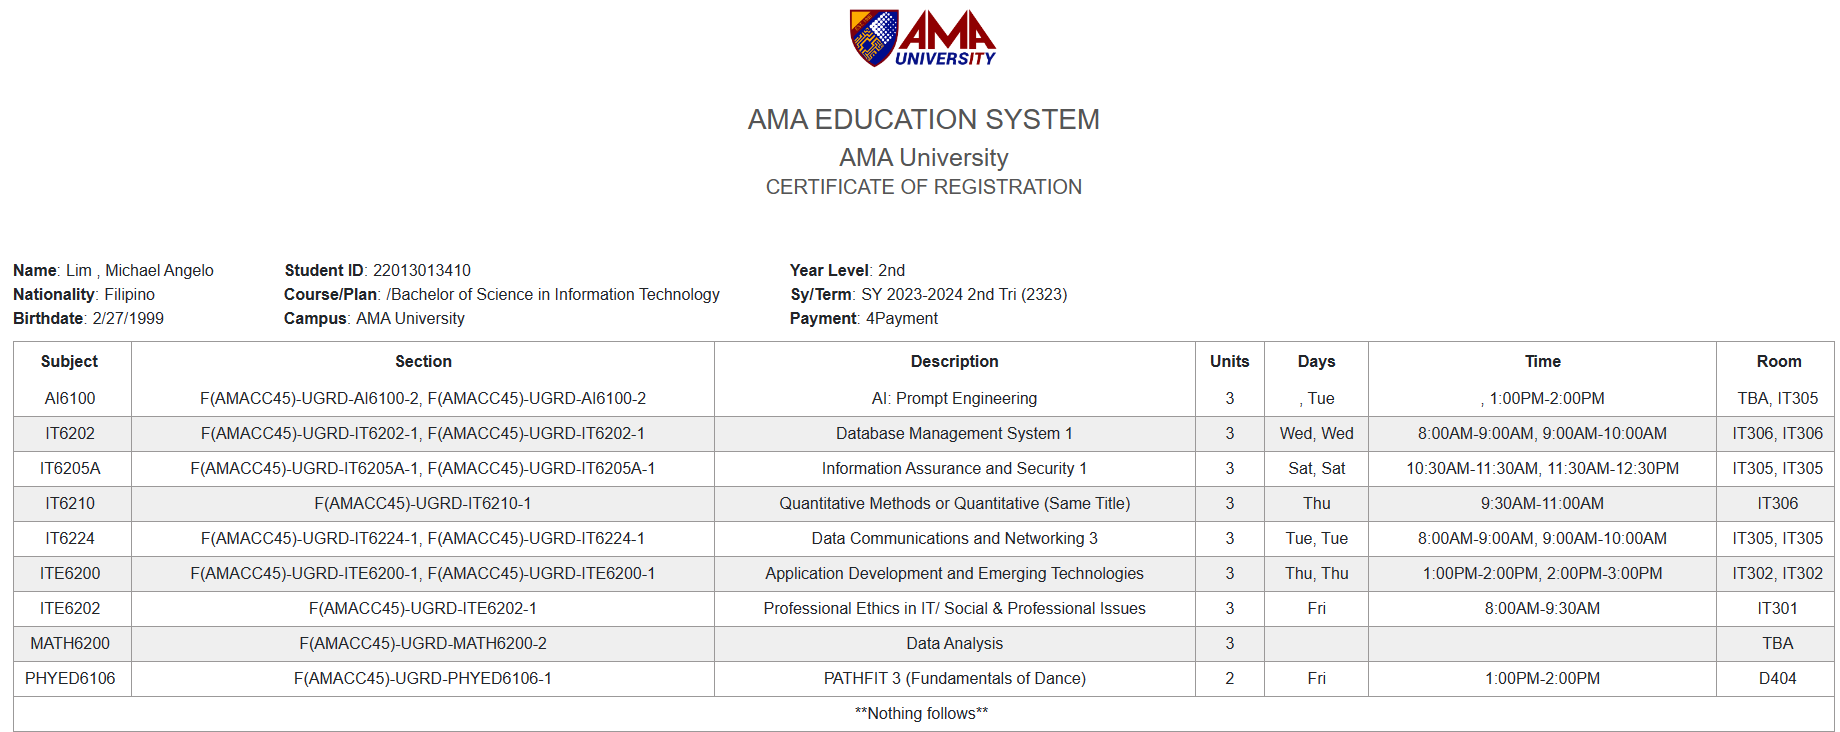 AMA
UNIVERSITY
AMA EDUCATION SYSTEM
AMA University
CERTIFICATE OF REGISTRATION
Name: Lim , Michael Angelo Student ID: 22013013410 Year Level: 2nd
Nationality: Filipino Course/Plan: /Bachelor of Science in Information Technology Sy/Term: SY 2023-2024 2nd Tri (2323)
Birthdate: 2/27/1999 Campus: AMA University Payment: 4Payment
Subject Section Description Units Days Time Room
AI6100 F(AMACC45)-UGRD-AI6100-2, F(AMACC45)-UGRD-AI6100-2 AI: Prompt Engineering 3 , Tue , 1:00PM-2:00PM TBA, IT305
IT6202 F(AMACC45)-UGRD-IT6202-1, F(AMACC45)-UGRD-IT6202-1 Database Management System 1 3 Wed, Wed 8:00AM-9:00AM, 9:00AM-10:00AM IT306, IT306
IT6205A F(AMACC45)-UGRD-IT6205A-1, F(AMACC45)-UGRD-IT6205A-1 Information Assurance and Security 1 3 Sat, Sat 10:30AM-11:30AM, 11:30AM-12:30PM IT305, IT305
IT6210 F(AMACC45)-UGRD-IT6210-1 Quantitative Methods or Quantitative (Same Title) 3 Thu 9:30AM-11:00AM IT306
IT6224 F(AMACC45)-UGRD-IT6224-1, F(AMACC45)-UGRD-IT6224-1 Data Communications and Networking 3 3 Tue, Tue 8:00AM-9:00AM, 9:00AM-10:00AM IT305, IT305
ITE6200 F(AMACC45)-UGRD-ITE6200-1, F(AMACC45)-UGRD-ITE6200-1 Application Development and Emerging Technologies 3 Thu, Thu 1:00PM-2:00PM, 2:00PM-3:00PM IT302, IT302
ITE6202 F(AMACC45)-UGRD-ITE6202-1 Professional Ethics in IT/ Social & Professional Issues 3 Fri 8:00AM-9:30AM IT301
MATH6200 F(AMACC45)-UGRD-MATH6200-2 Data Analysis 3 TBA
PHYED6106 F(AMACC45)-UGRD-PHYED6106-1 PATHFIT 3 (Fundamentals of Dance) 2 Fri 1:00PM-2:00PM D404
**Nothing follows**